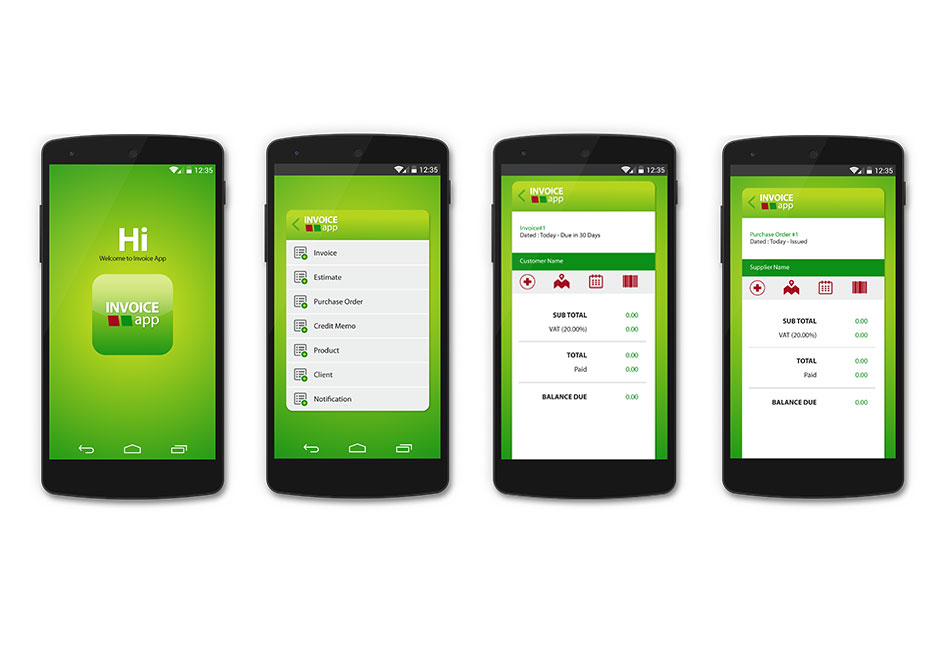 12:35
Hi
Welcome to Invoice App
INVOICE
app
12:35
INVOICE
app
Invoice
Estimate
Purchase Order
Credit Memo
Product
Client
Notification
12:35
INVOICE
app
Invoice#1
Dated : Today - Due in 30 Days
Customer Name
SUB TOTAL 0.00
VAT (20.00%) 0.00
TOTAL 0.00
Paid 0.00
BALANCE DUE 0.00
12:35
INVOICE
app
Purchase Order #1
Dated : Today - Issued
Supplier Name
SUB TOTAL 0.00
VAT (20.00%) 0.00
TOTAL 0.00
Paid 0.00
BALANCE DUE 0.00